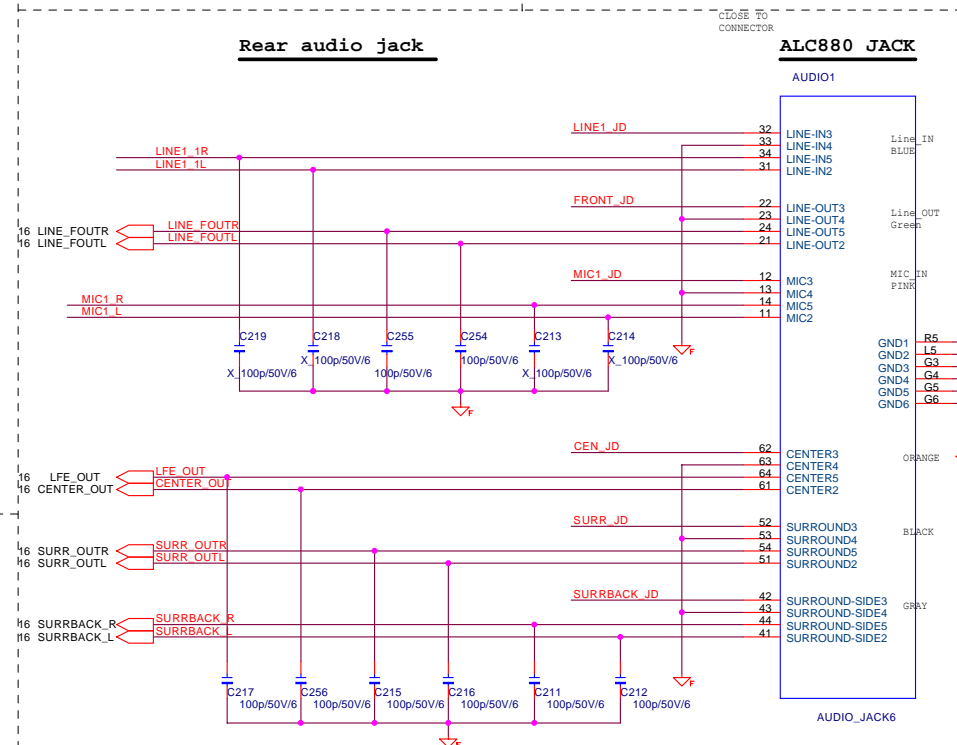 CLOSE TO
CONNECTOR
Rear audio jack
ALC880 JACK
AUDIO1
LINE1_JD 32 LINE-IN3
33 LINE-IN4
LINE1_1R 34 LINE-IN5
LINE1_1L 31 LINE-IN2
Line_IN
BLUE
FRONT_JD 22 LINE-OUT3
23 LINE-OUT4
16 LINE_FOUTR LINE_FOUTR 24 LINE-OUT5
16 LINE_FOUTL LINE_FOUTL 21 LINE-OUT2
Line_OUT
Green
MIC1_JD 12 MIC3
13 MIC4
MIC1_R 14 MIC5
MIC1_L 11 MIC2
MIC_IN
PINK
C219 C218 C255 C254 C213 C214
X_100p/50V/6 X_100p/50V/6 100p/50V/6 100p/50V/6 X_100p/50V/6 X_100p/50V/6
F
F
GND1 R5
GND2 L5
GND3 G3
GND4 G4
GND5 G5
GND6 G6
CEN_JD 62 CENTER3
63 CENTER4
16 LFE_OUT LFE_OUT 64 CENTER5
16 CENTER_OUT CENTER_OUT 61 CENTER2
ORANGE
SURR_JD 52 SURROUND3
53 SURROUND4
16 SURR_OUTR SURR_OUTR 54 SURROUND5
16 SURR_OUTL SURR_OUTL 51 SURROUND2
BLACK
SURRBACK_JD 42 SURROUND-SIDE3
43 SURROUND-SIDE4
16 SURRBACK_R SURRBACK_R 44 SURROUND-SIDE5
16 SURRBACK_L SURRBACK_L 41 SURROUND-SIDE2
GRAY
C217 C256 C215 C216 C211 C212
100p/50V/6 100p/50V/6 100p/50V/6 100p/50V/6 100p/50V/6 100p/50V/6
F
F
AUDIO_JACK6